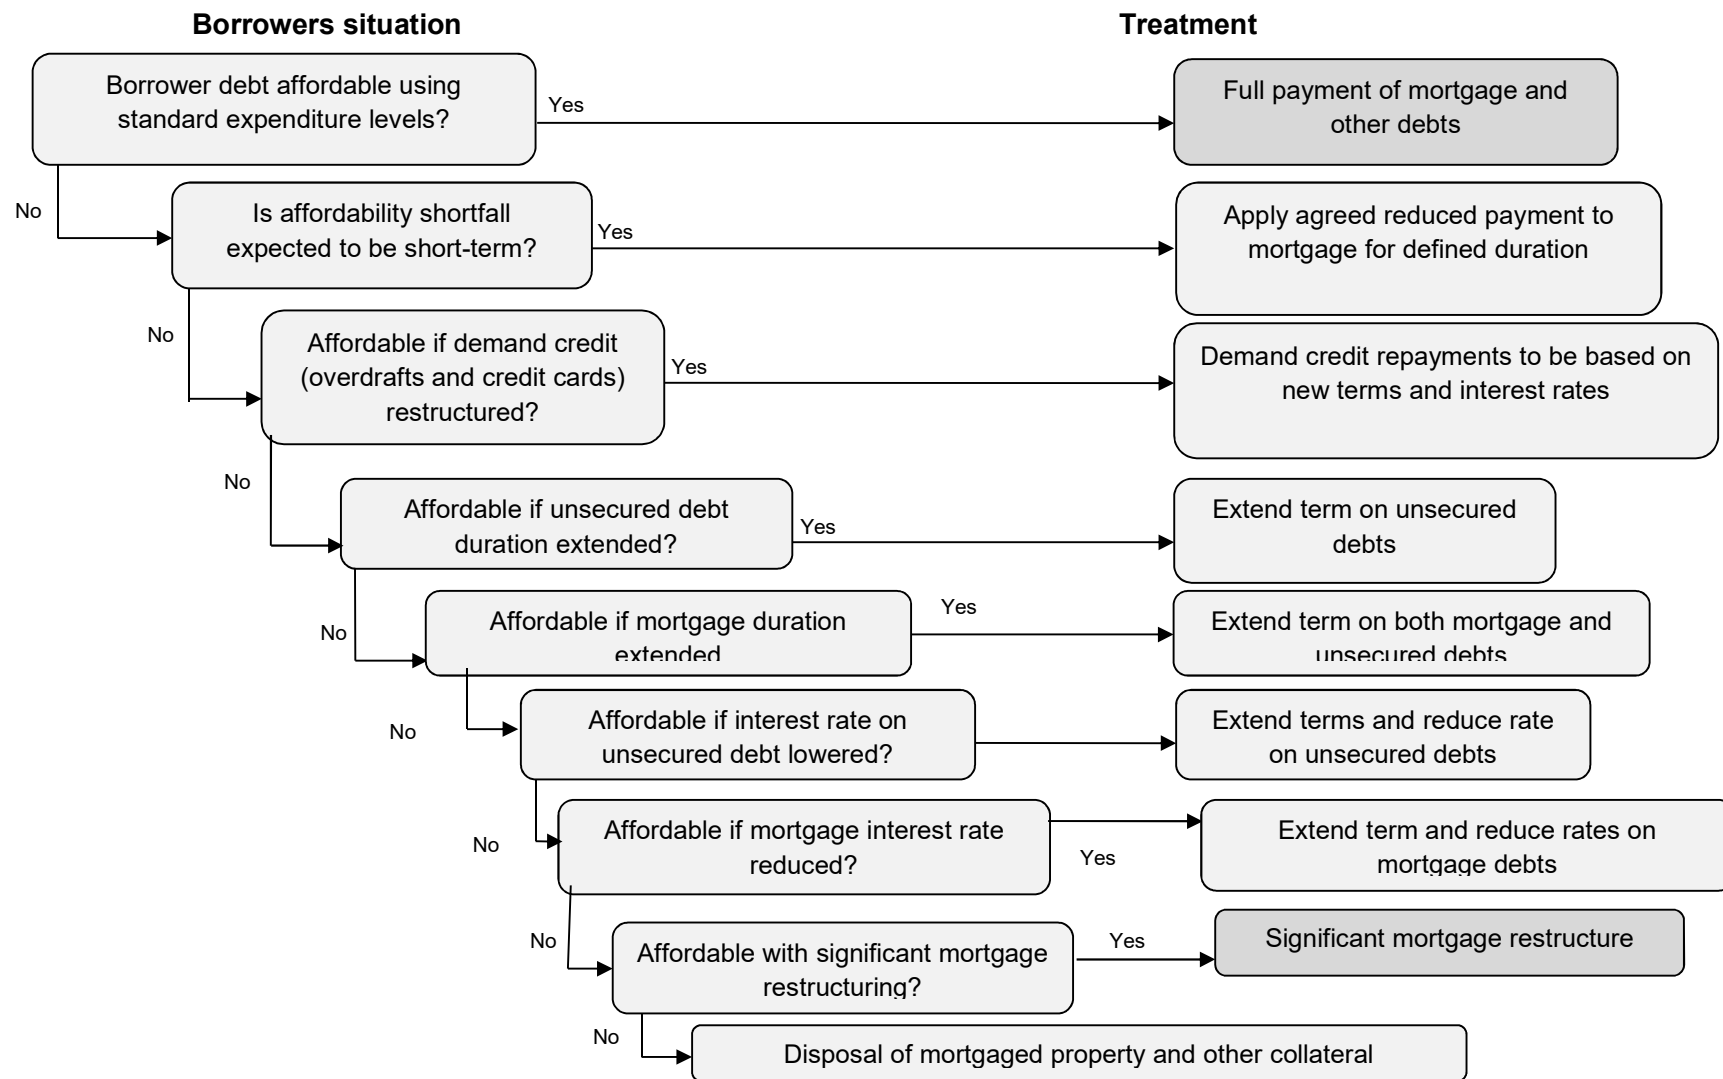 Borrowers situation
Treatment
Borrower debt affordable using
standard expenditure levels?
Yes
Full payment of mortgage and
other debts
No
Is affordability shortfall
expected to be short-term?
Yes
Apply agreed reduced payment to
mortgage for defined duration
No
Affordable if demand credit
(overdrafts and credit cards)
restructured?
Yes
Demand credit repayments to be based on
new terms and interest rates
No
Affordable if unsecured debt
duration extended?
Yes
Extend term on unsecured
debts
No
Affordable if mortgage duration
extended
Yes
Extend term on both mortgage and
unsecured debts
No
Affordable if interest rate on
unsecured debt lowered?
Extend terms and reduce rate
on unsecured debts
No
Affordable if mortgage interest rate
reduced?
Yes
Extend term and reduce rates on
mortgage debts
No
Affordable with significant mortgage
restructuring?
Yes
Significant mortgage restructure
No
Disposal of mortgaged property and other collateral